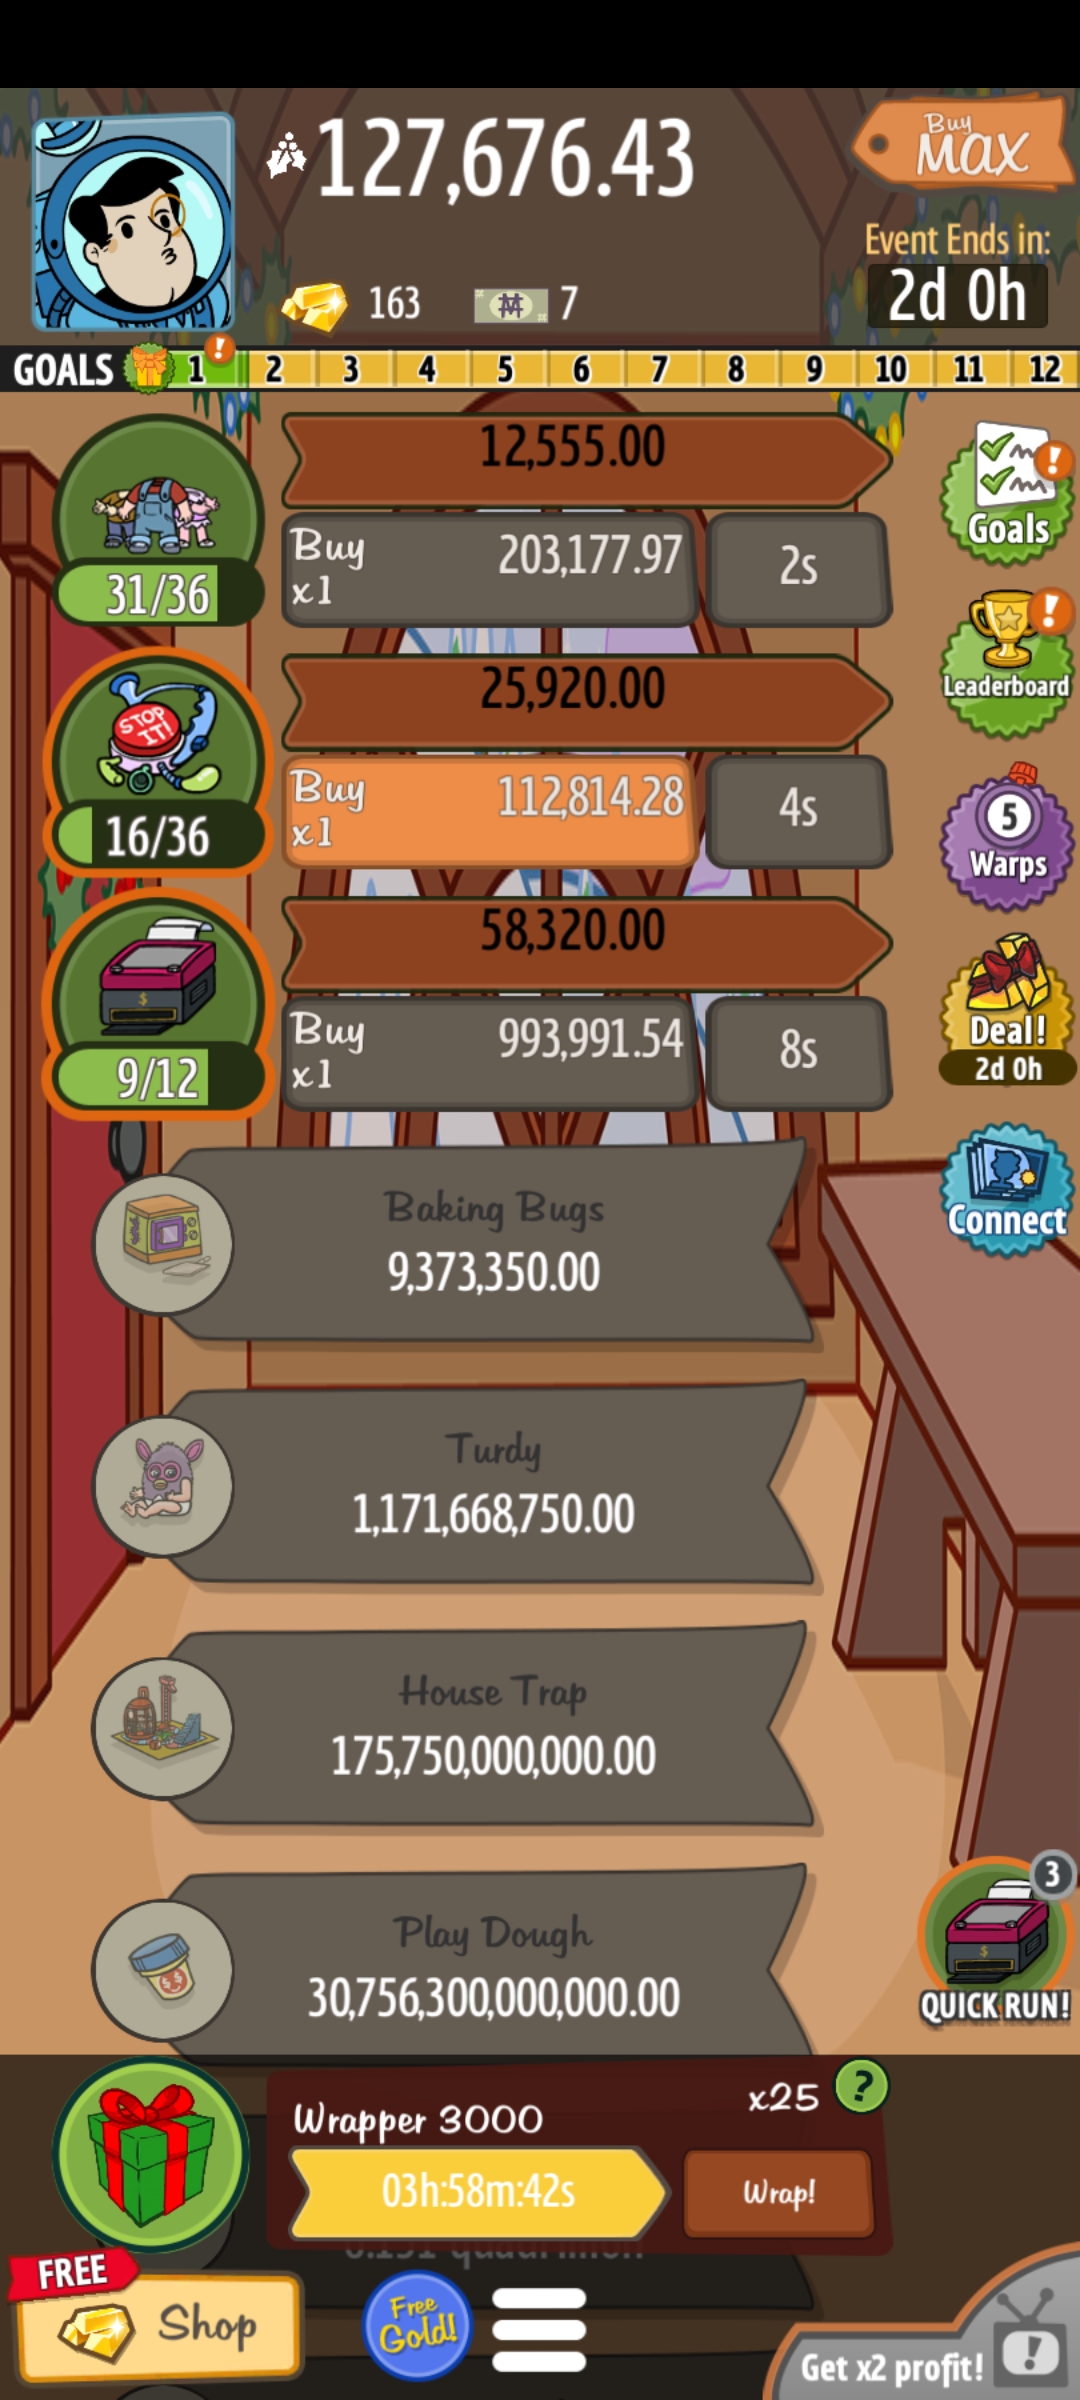 127,676.43
Buy
MAX
Event Ends in:
2d 0h
163
7
GOALS 1 ! 2 3 4 5 6 7 8 9 10 11 12
12,555.00
31/36
Buy
x1
203,177.97
2s
!
Goals
25,920.00
STOP
IT!
16/36
Buy
x1
112,814.28
4s
!
Leaderboard
58,320.00
$
9/12
Buy
x1
993,991.54
8s
5
Warps
Deal!
2d 0h
Connect
Baking Bugs
9,373,350.00
Turdy
1,171,668,750.00
House Trap
175,750,000,000.00
Play Dough
30,756,300,000,000.00
3
$
QUICK RUN!
Wrapper 3000
x25
?
03h:58m:42s
Wrap!
FREE
Shop
Free
Gold!
Get x2 profit!
!